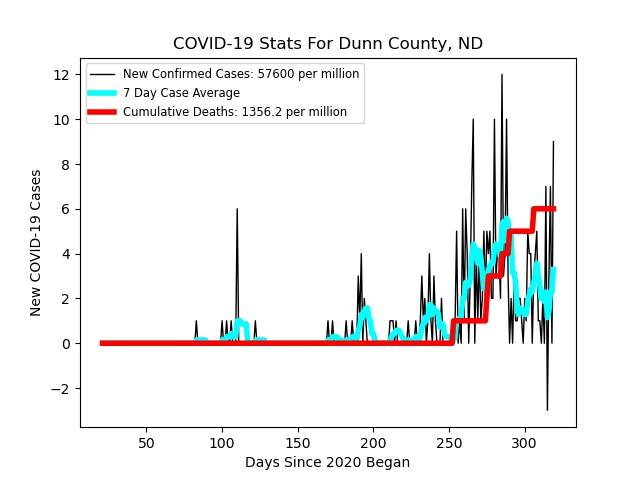 COVID-19 Stats For Dunn County, ND
New Confirmed Cases: 57600 per million
7 Day Case Average
Cumulative Deaths: 1356.2 per million
New COVID-19 Cases
12
10
8
6
4
2
0
−2
50 100 150 200 250 300
Days Since 2020 Began